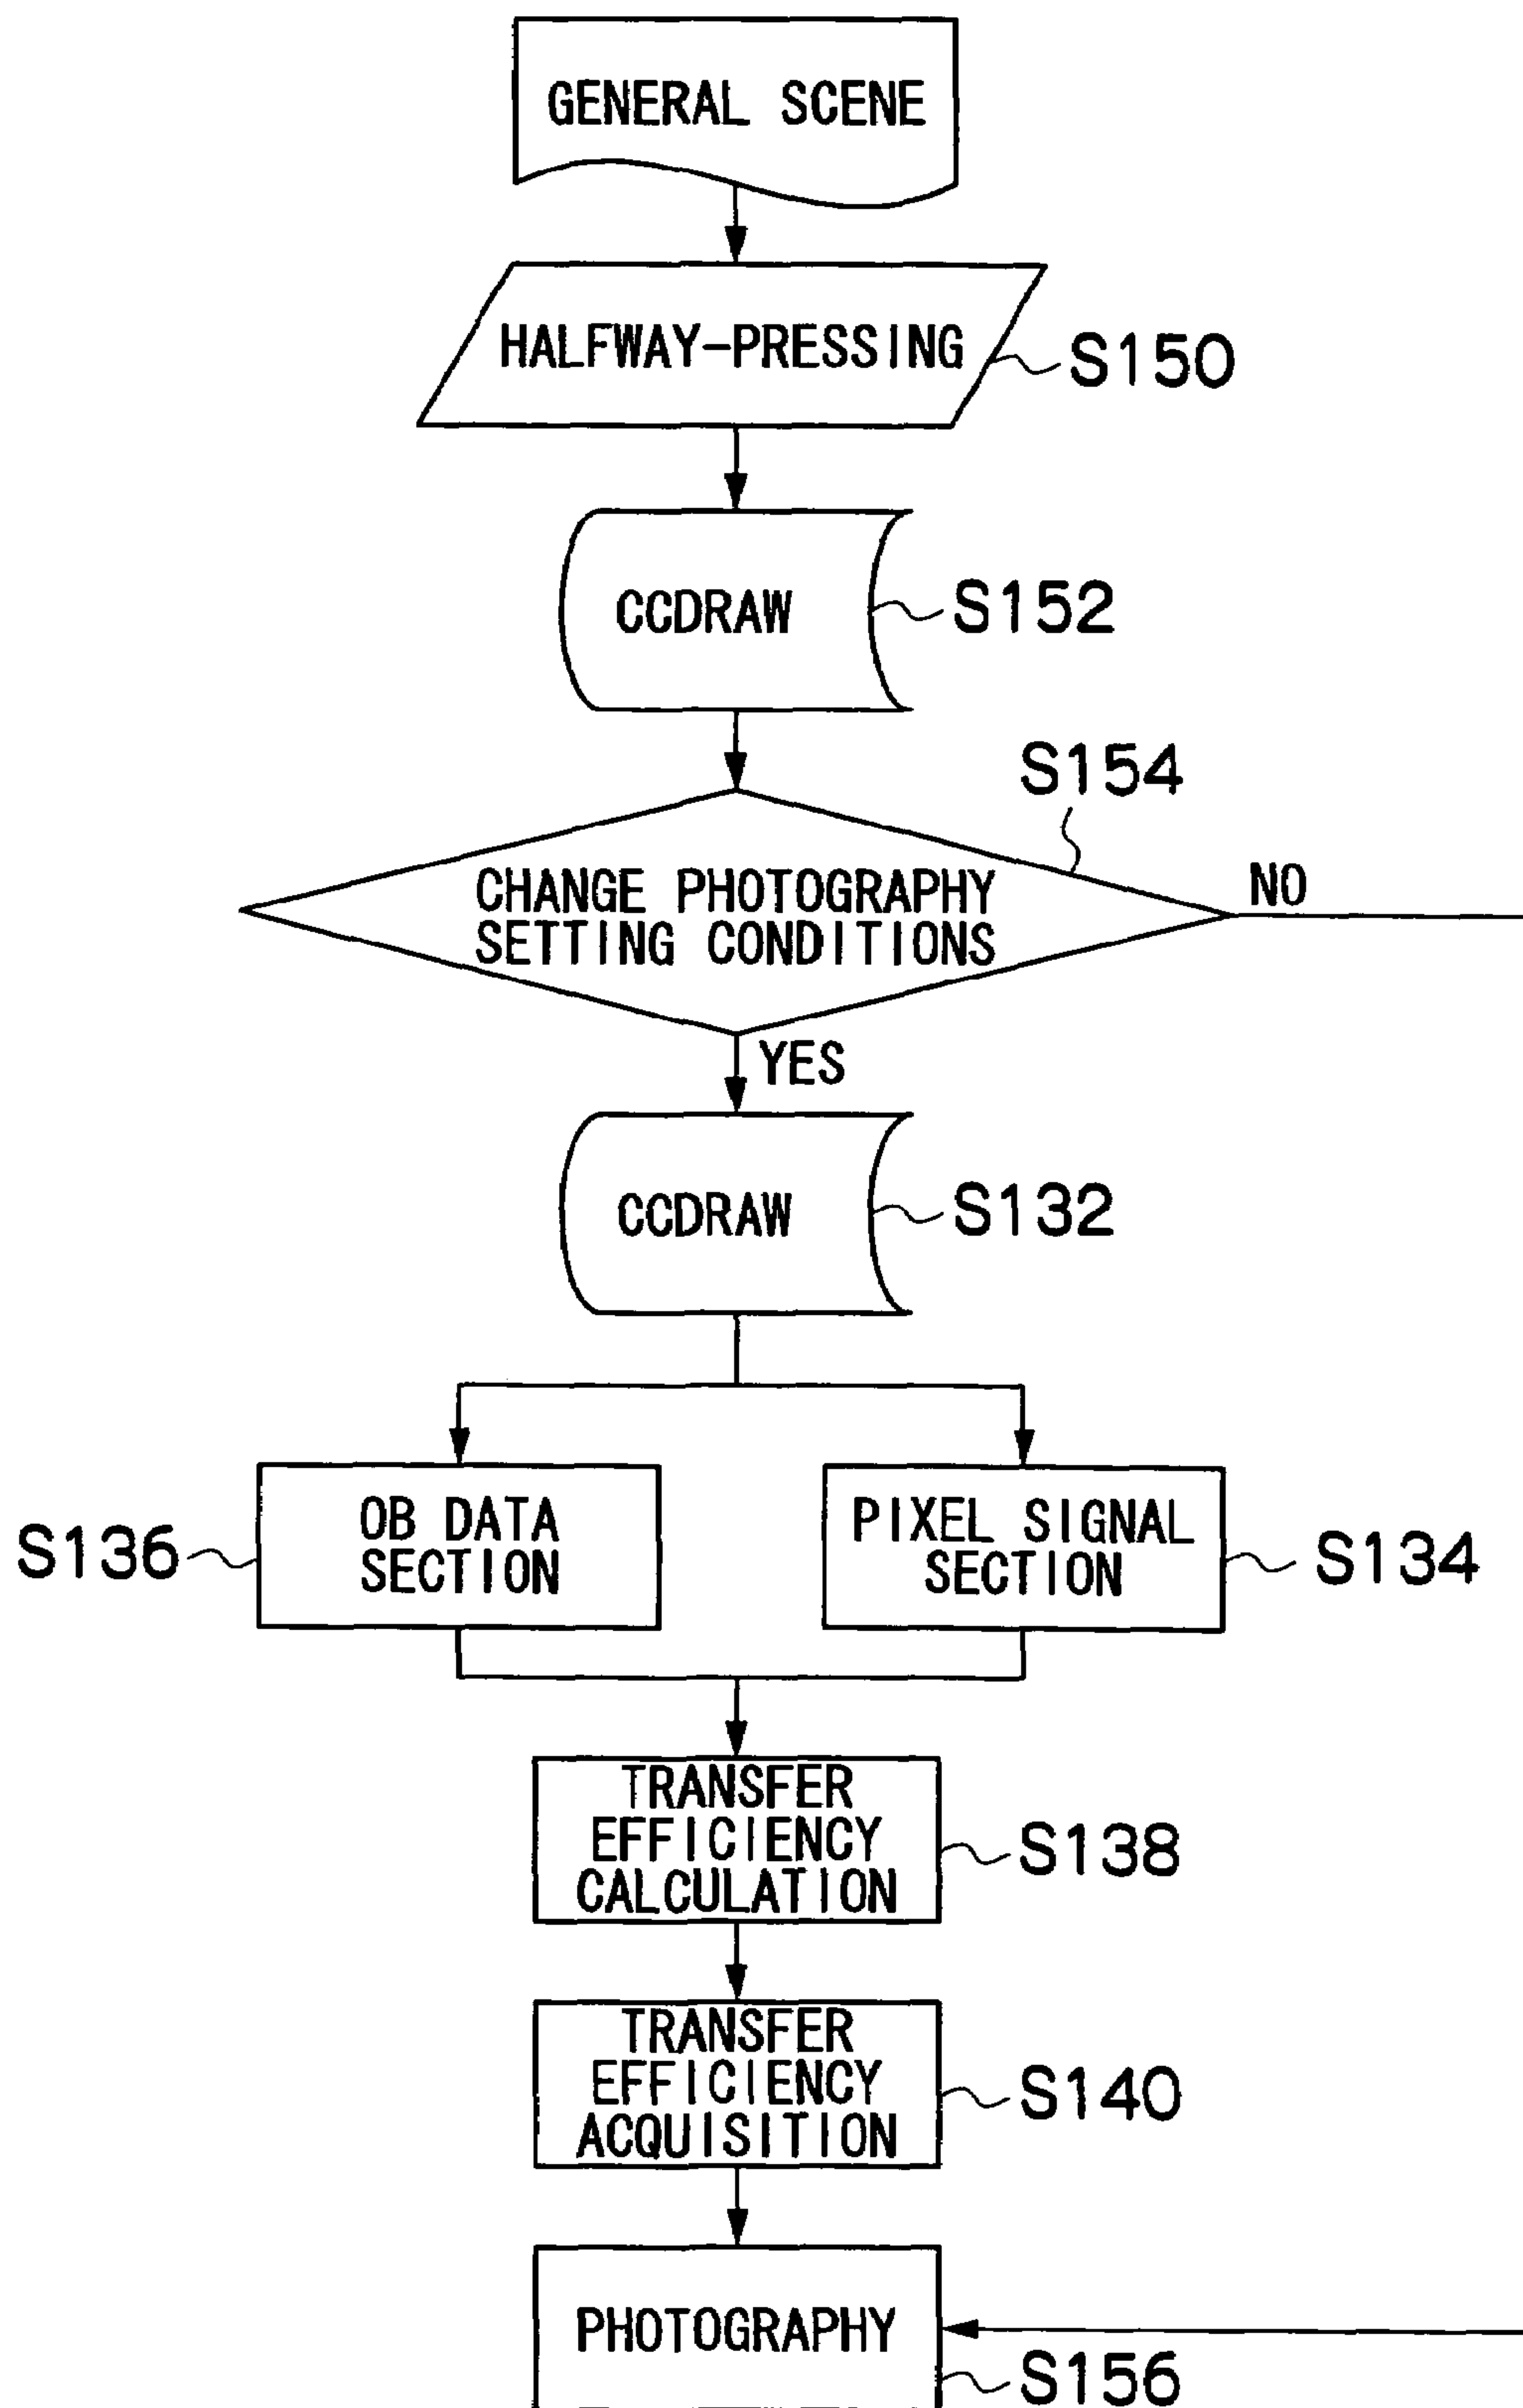 GENERAL SCENE
HALFWAY-PRESSING
S150
CCDRAW
S152
S154
CHANGE PHOTOGRAPHY
SETTING CONDITIONS
NO
YES
CCDRAW
S132
OB DATA
SECTION
S136
PIXEL SIGNAL
SECTION
S134
TRANSFER
EFFICIENCY
CALCULATION
S138
TRANSFER
EFFICIENCY
ACQUISITION
S140
PHOTOGRAPHY
S156